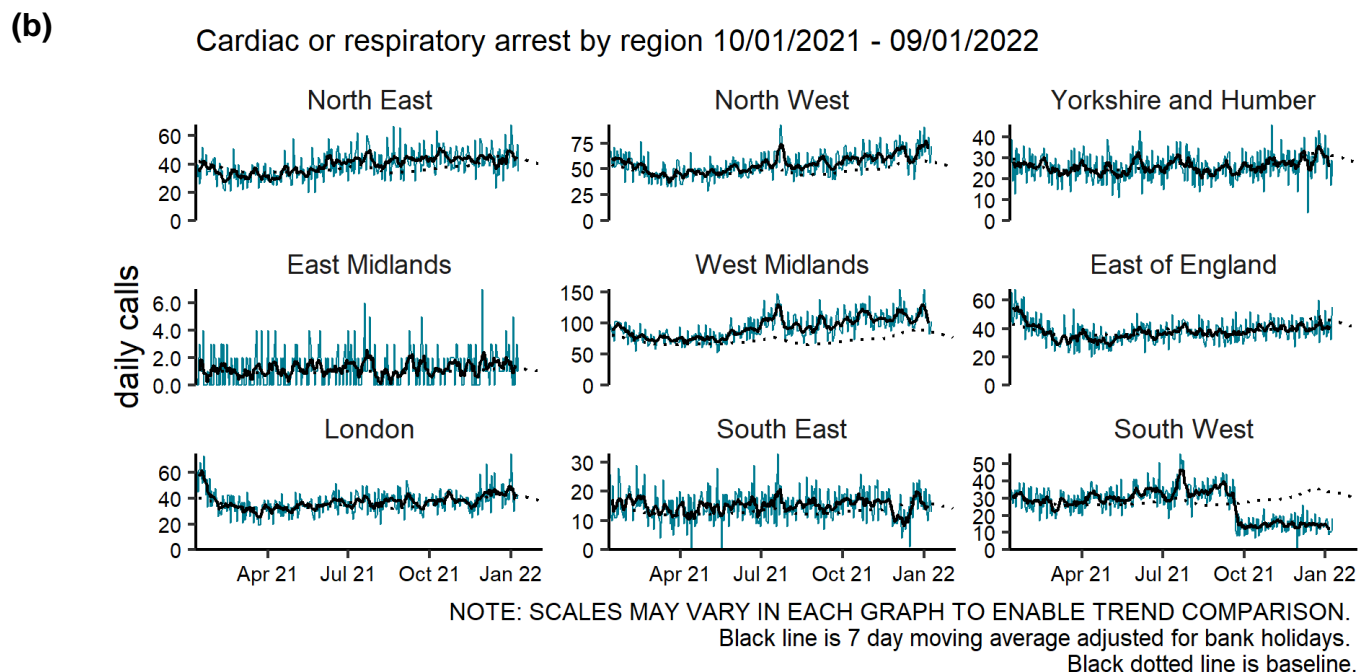 (b)
Cardiac or respiratory arrest by region 10/01/2021 - 09/01/2022
North East
North West
Yorkshire and Humber
60
40
20
0
75
50
25
0
40
30
20
10
0
East Midlands
West Midlands
East of England
daily calls
6.0
4.0
2.0
0.0
150
100
50
0
60
40
20
0
London
South East
South West
60
40
20
0
30
20
10
0
50
40
30
20
10
0
Apr 21 Jul 21 Oct 21 Jan 22
Apr 21 Jul 21 Oct 21 Jan 22
Apr 21 Jul 21 Oct 21 Jan 22
NOTE: SCALES MAY VARY IN EACH GRAPH TO ENABLE TREND COMPARISON.
Black line is 7 day moving average adjusted for bank holidays.
Black dotted line is baseline.